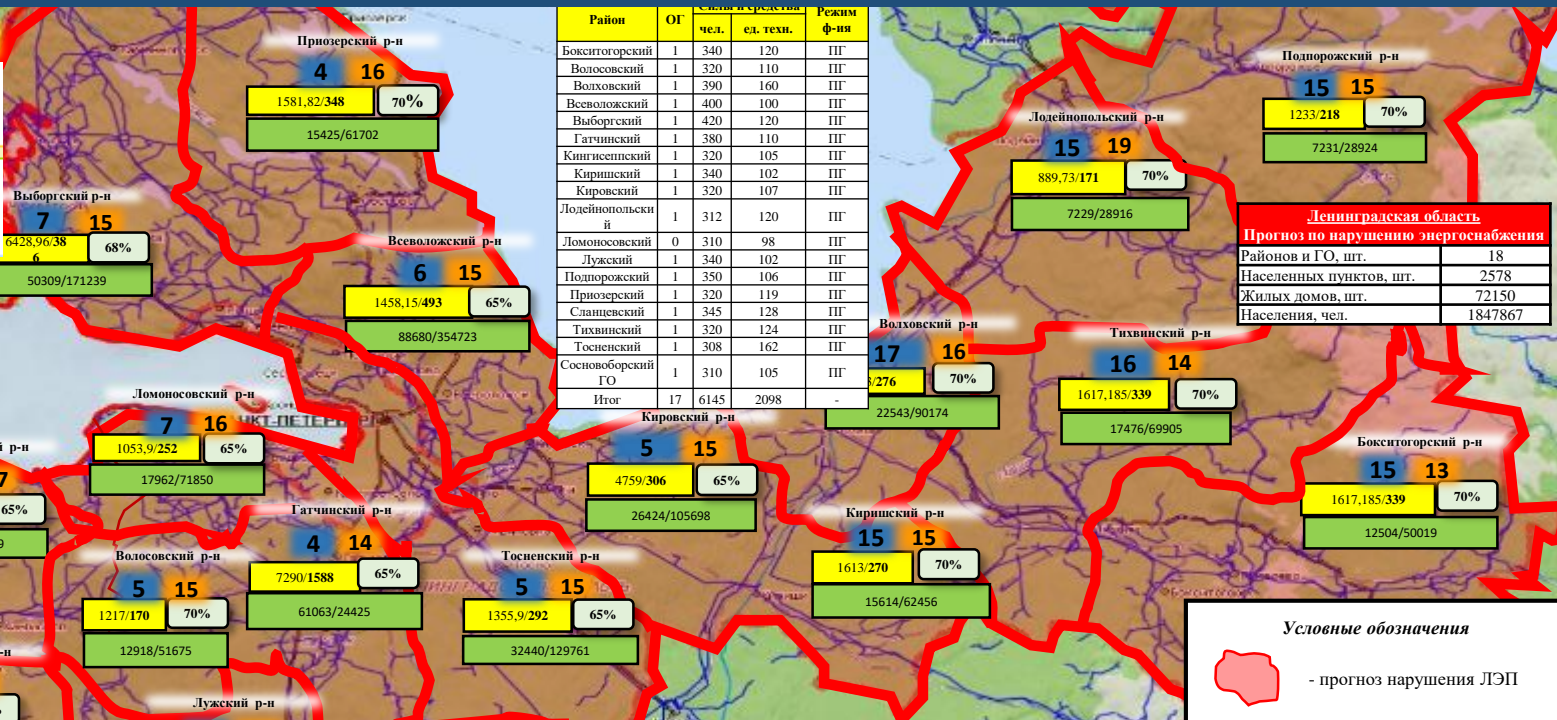 Район ОГ Силы и средства Режим ф-ия
чел. ед. техн.
Бокситогорский 1 340 120 ПГ
Волосовский 1 320 110 ПГ
Волховский 1 390 160 ПГ
Всеволожский 1 400 100 ПГ
Выборгский 1 420 120 ПГ
Гатчинский 1 380 110 ПГ
Кингисеппский 1 320 105 ПГ
Киришский 1 340 102 ПГ
Кировский 1 320 107 ПГ
Лодейнопольски
й 1 312 120 ПГ
Ломоносовский 0 310 98 ПГ
Лужский 1 340 102 ПГ
Подпорожский 1 350 106 ПГ
Приозерский 1 320 119 ПГ
Сланцевский 1 345 128 ПГ
Тихвинский 1 320 124 ПГ
Тосненский 1 308 162 ПГ
Сосновоборский
ГО 1 310 105 ПГ
Итог 17 6145 2098 -
Приозерский р-н
4 16
1581,82/348 70%
15425/61702
Выборгский р-н
7 15
6428,96/38
6
68%
50309/171239
Всеволожский р-н
6 15
1458,15/493 65%
88680/354723
Ломоносовский р-н
7 16
1053,9/252 65%
17962/71850
й р-н
7
65%
9
Гатчинский р-н
4 14
7290/1588 65%
61063/24425
Волосовский р-н
5 15
1217/170 70%
12918/51675
Тосненский р-н
5 15
1355,9/292 65%
32440/129761
Лужский р-н
-н
Кировский р-н
5 15
4759/306 65%
26424/105698
Киришский р-н
15 15
1613/270 70%
15614/62456
Волховский р-н
17 16
/276 70%
22543/90174
Тихвинский р-н
16 14
1617,185/339 70%
17476/69905
Бокситогорский р-н
15 13
1617,185/339 70%
12504/50019
Лодейнопольский р-н
15 19
889,73/171 70%
7229/28916
Подпорожский р-н
15 15
1233/218 70%
7231/28924
Ленинградская область
Прогноз по нарушению энергоснабжения
Районов и ГО, шт. 18
Населенных пунктов, шт. 2578
Жилых домов, шт. 72150
Населения, чел. 1847867
Условные обозначения
- прогноз нарушения ЛЭП